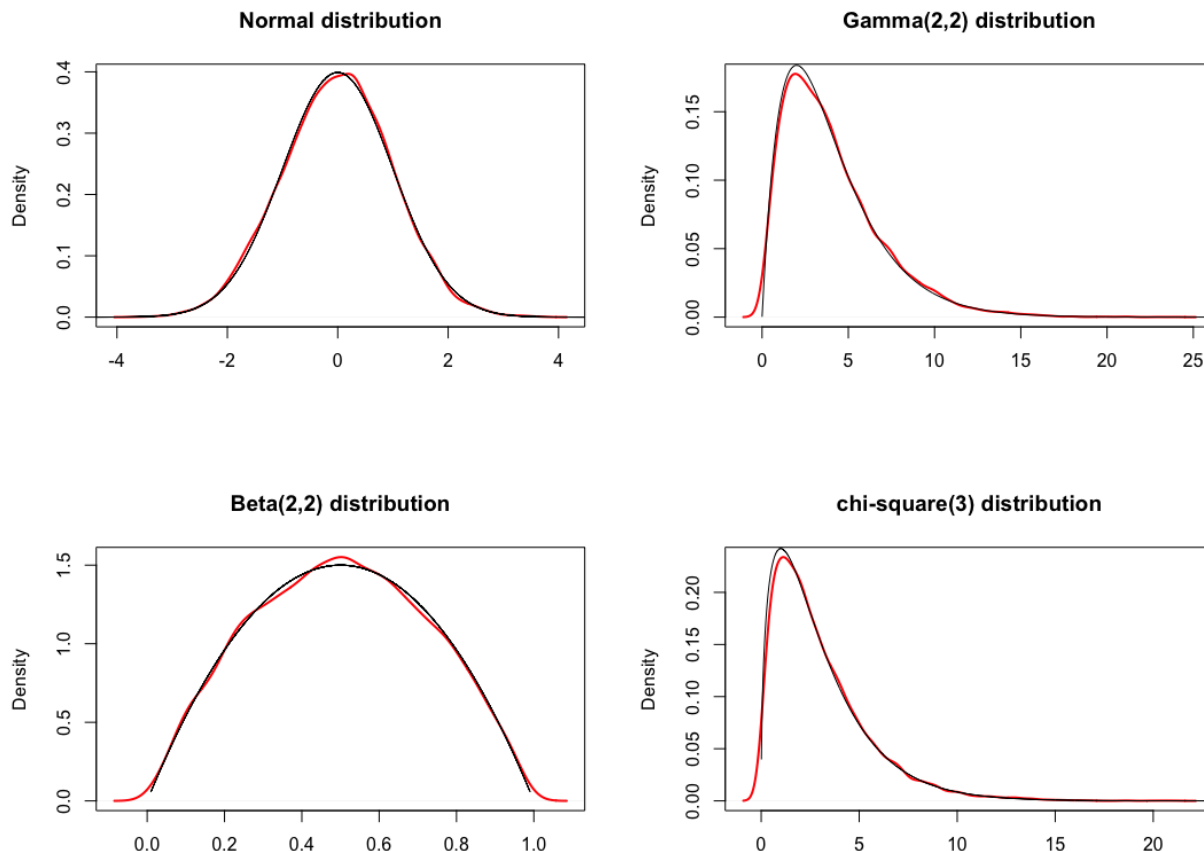 Normal distribution
Density
0.0 0.1 0.2 0.3 0.4
-4 -2 0 2 4
Gamma(2,2) distribution
Density
0.00 0.05 0.10 0.15
0 5 10 15 20 25
Beta(2,2) distribution
Density
0.0 0.5 1.0 1.5
0.0 0.2 0.4 0.6 0.8 1.0
chi-square(3) distribution
Density
0.00 0.05 0.10 0.15 0.20
0 5 10 15 20